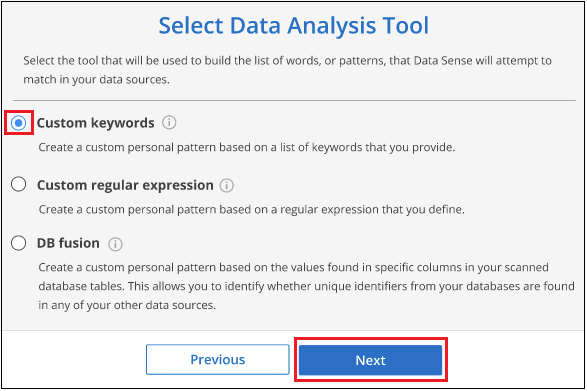 Select Data Analysis Tool
Select the tool that will be used to build the list of words, or patterns, that Data Sense will attempt to
match in your data sources.
Custom keywords
Create a custom personal pattern based on a list of keywords that you provide.
Custom regular expression
Create a custom personal pattern based on a regular expression that you define.
DB fusion
Create a custom personal pattern based on the values found in specific columns in your scanned
database tables. This allows you to identify whether unique identifiers from your databases are found
in any of your other data sources.
Previous
Next